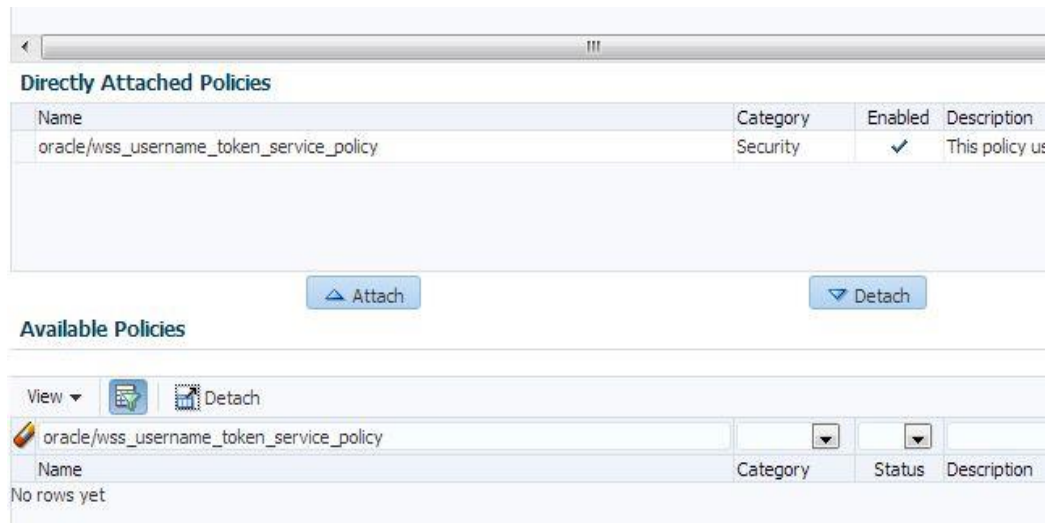 Directly Attached Policies
Name Category Enabled Description
oracle/wss_username_token_service_policy Security This policy us
Attach Detach
Available Policies
View Detach
oracle/wss_username_token_service_policy
Name Category Status Description
No rows yet